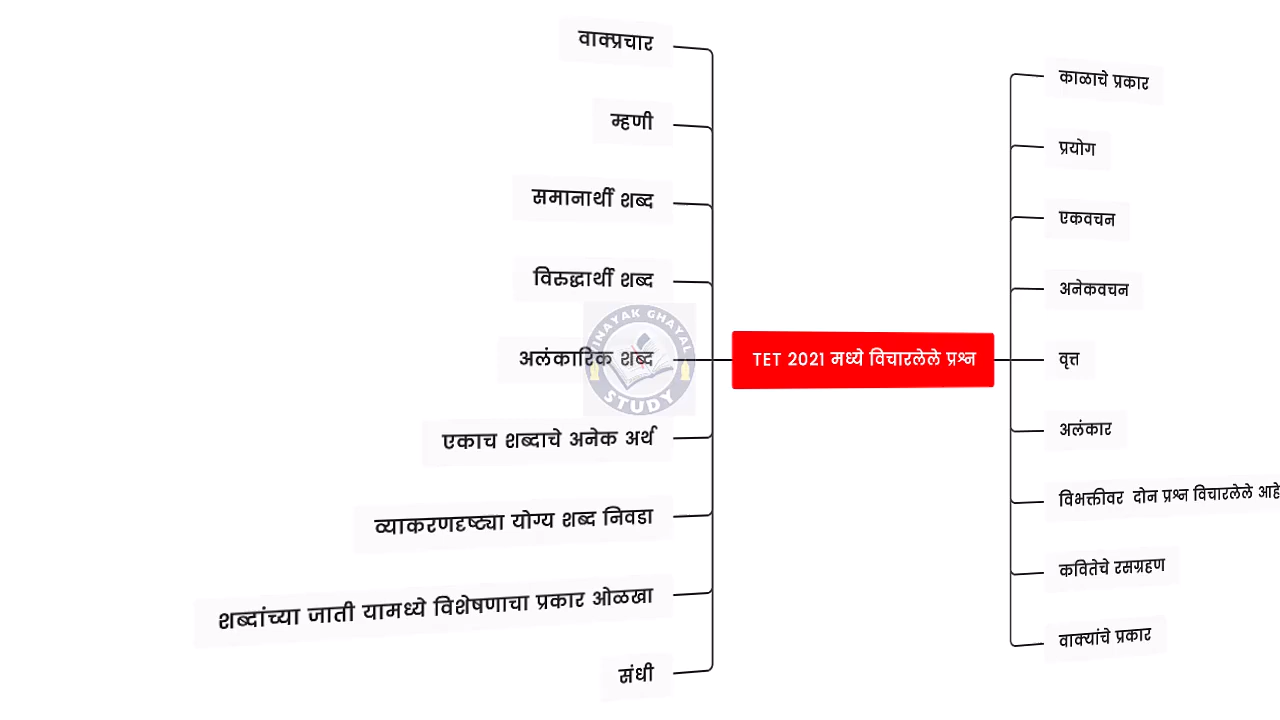 वाक्प्रचार
म्हणी
समानार्थी शब्द
विरुद्धार्थी शब्द
अलंकारिक शब्द
एकाच शब्दाचे अनेक अर्थ
व्याकरणदृष्ट्या योग्य शब्द निवडा
शब्दांच्या जाती यामध्ये विशेषणाचा प्रकार ओळखा
संधी
INAYAK GHAYAL
STUDY
TET 2021 मध्ये विचारलेले प्रश्न
काळाचे प्रकार
प्रयोग
एकवचन
अनेकवचन
वृत्त
अलंकार
विभक्तीवर दोन प्रश्न विचारलेले आहे
कवितेचे रसग्रहण
वाक्यांचे प्रकार